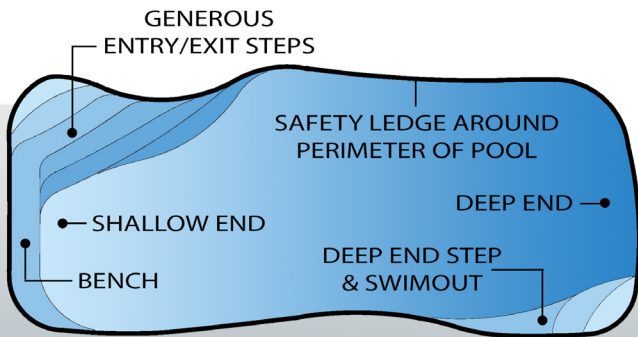 GENEROUS
ENTRY/EXIT STEPS
SAFETY LEDGE AROUND
PERIMETER OF POOL
DEEP END
SHALLOW END
DEEP END STEP
& SWIMOUT
BENCH